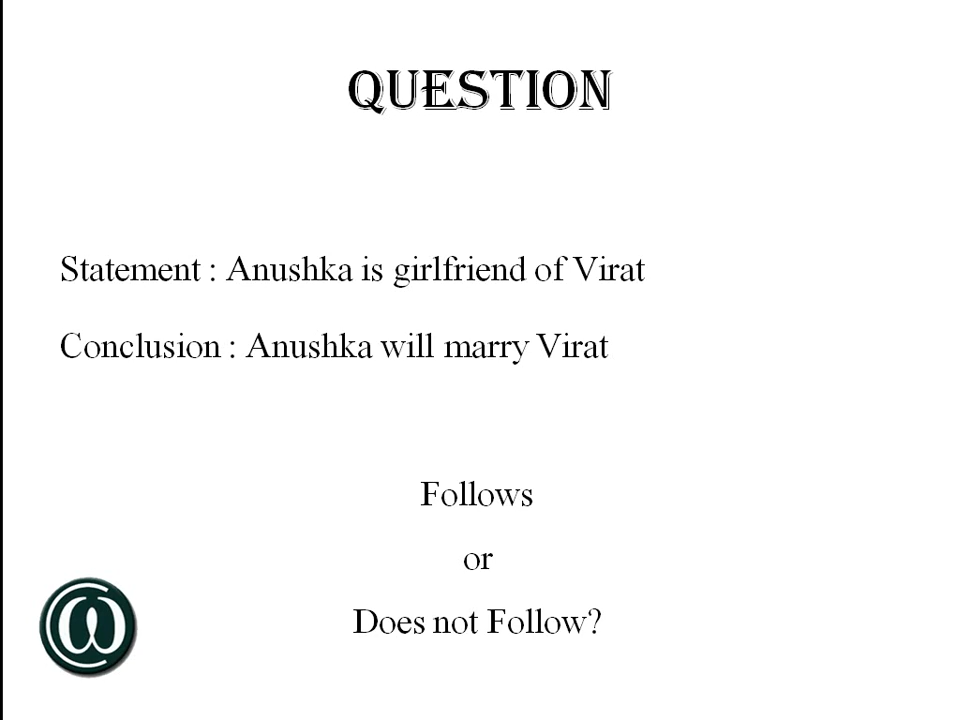 QUESTION
Statement : Anushka is girlfriend of Virat
Conclusion : Anushka will marry Virat
Follows
or
Does not Follow?